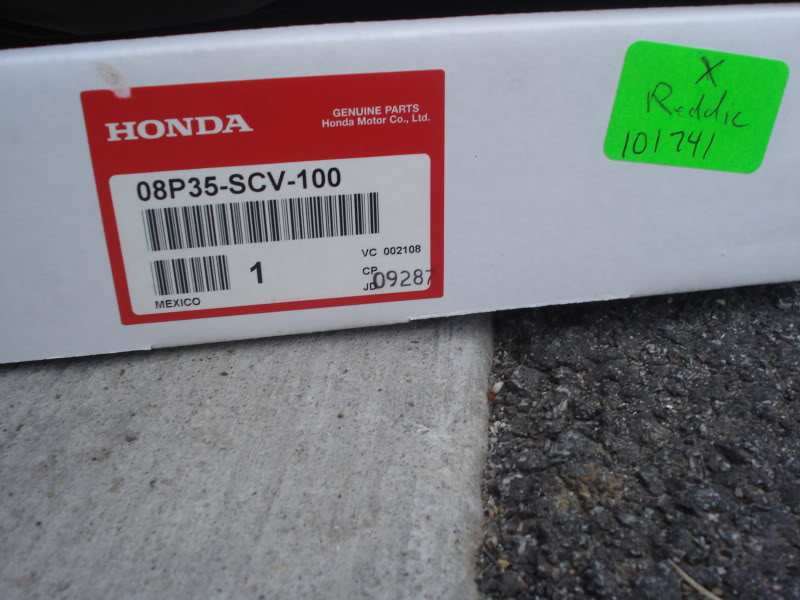 HONDA
GENUINE PARTS
Honda Motor Co., Ltd.
08P35-SCV-100
1
VC 002108
CP
JD
09287
MEXICO
X
Reddic
101741